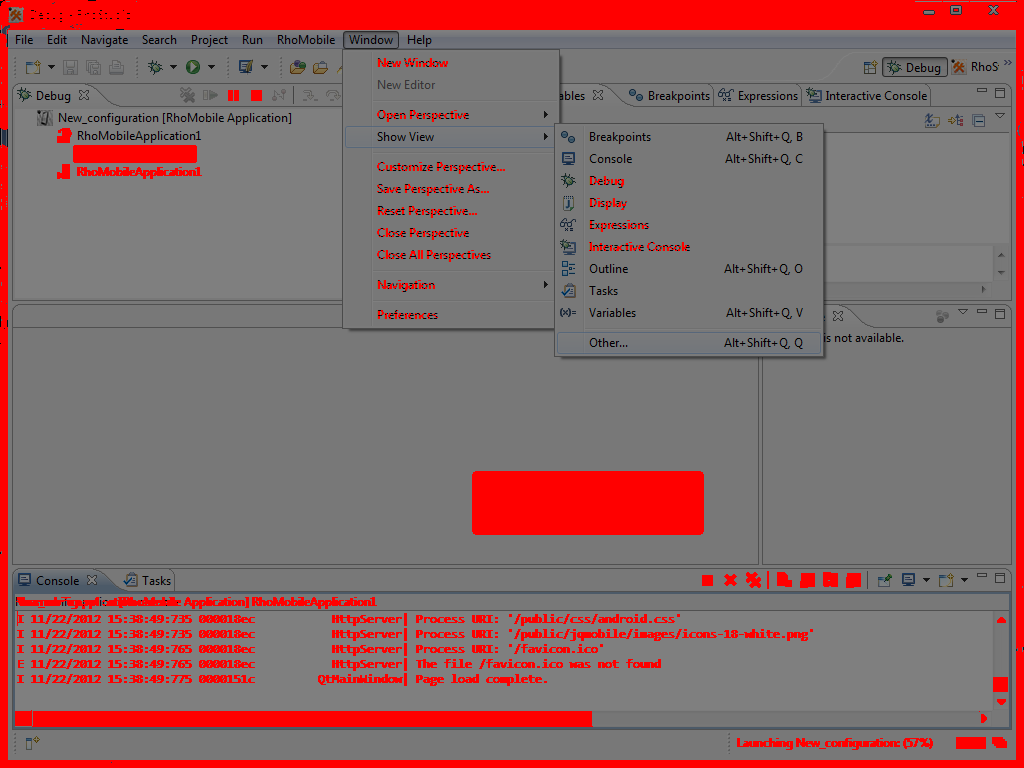 File Edit Navigate Search Project Run RhoMobile Window Help
Debug RhoS
Debug
Breakpoints Expressions Interactive Console
New_configuration [RhoMobile Application]
RhoMobileApplication1
RhoMobileApplication1
New Window
New Editor
Open Perspective
Show View
Customize Perspective...
Save Perspective As...
Reset Perspective...
Close Perspective
Close All Perspectives
Navigation
Preferences
Breakpoints Alt+Shift+Q, B
Console Alt+Shift+Q, C
Debug
Display
Expressions
Interactive Console
Outline Alt+Shift+Q, O
Tasks
Variables Alt+Shift+Q, V
Other... Alt+Shift+Q, Q
is not available.
Console Tasks
[RhoMobile Application] RhoMobileApplication1
I 11/22/2012 15:38:49:735 000018ec HttpServer| Process URI: '/public/css/android.css'
I 11/22/2012 15:38:49:735 000018ec HttpServer| Process URI: '/public/jqmobile/images/icons-18-white.png'
I 11/22/2012 15:38:49:765 000018ec HttpServer| Process URI: '/favicon.ico'
E 11/22/2012 15:38:49:765 000018ec HttpServer| The file /favicon.ico was not found
I 11/22/2012 15:38:49:775 0000151c QtMainWindow| Page load complete.
Launching New_configuration: (57%)